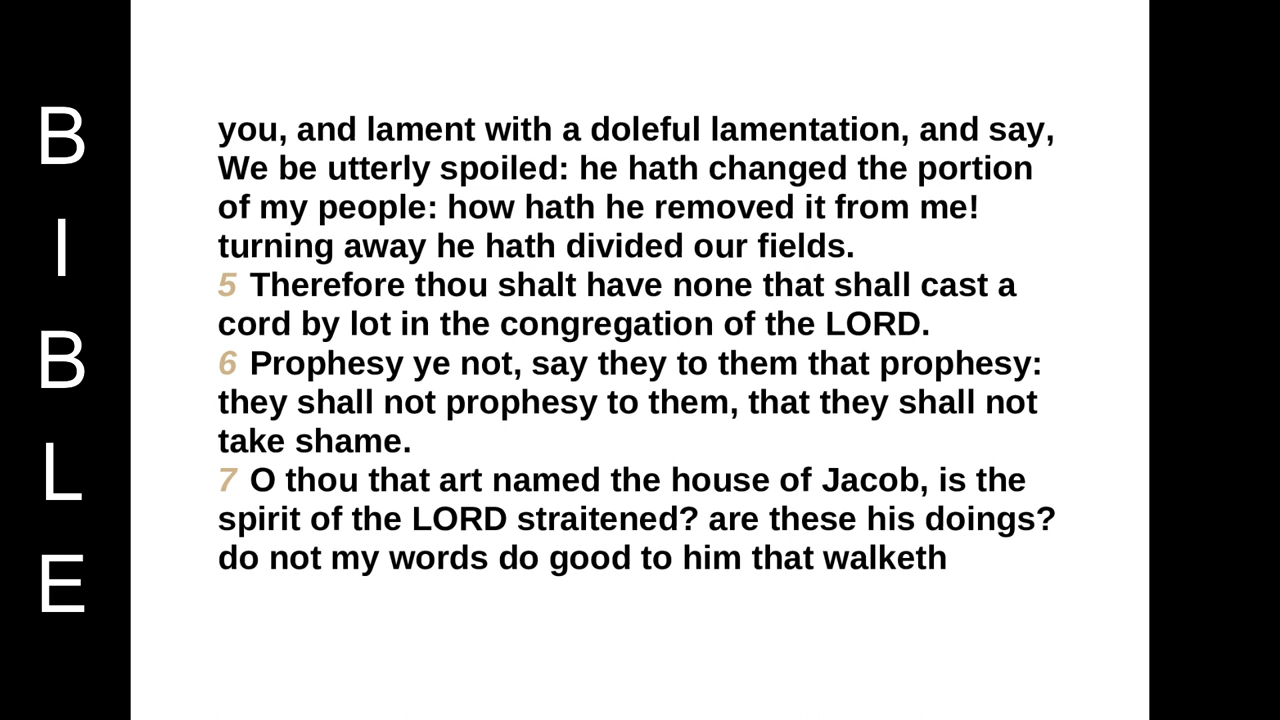 B
I
B
L
E
you, and lament with a doleful lamentation, and say,
We be utterly spoiled: he hath changed the portion
of my people: how hath he removed it from me!
turning away he hath divided our fields.
5 Therefore thou shalt have none that shall cast a
cord by lot in the congregation of the LORD.
6 Prophesy ye not, say they to them that prophesy:
they shall not prophesy to them, that they shall not
take shame.
7 O thou that art named the house of Jacob, is the
spirit of the LORD straitened? are these his doings?
do not my words do good to him that walketh